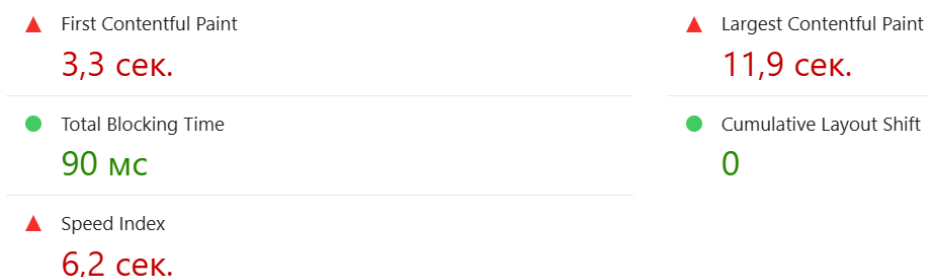 First Contentful Paint
3,3 сек.
Largest Contentful Paint
11,9 сек.
Total Blocking Time
90 мс
Cumulative Layout Shift
0
Speed Index
6,2 сек.